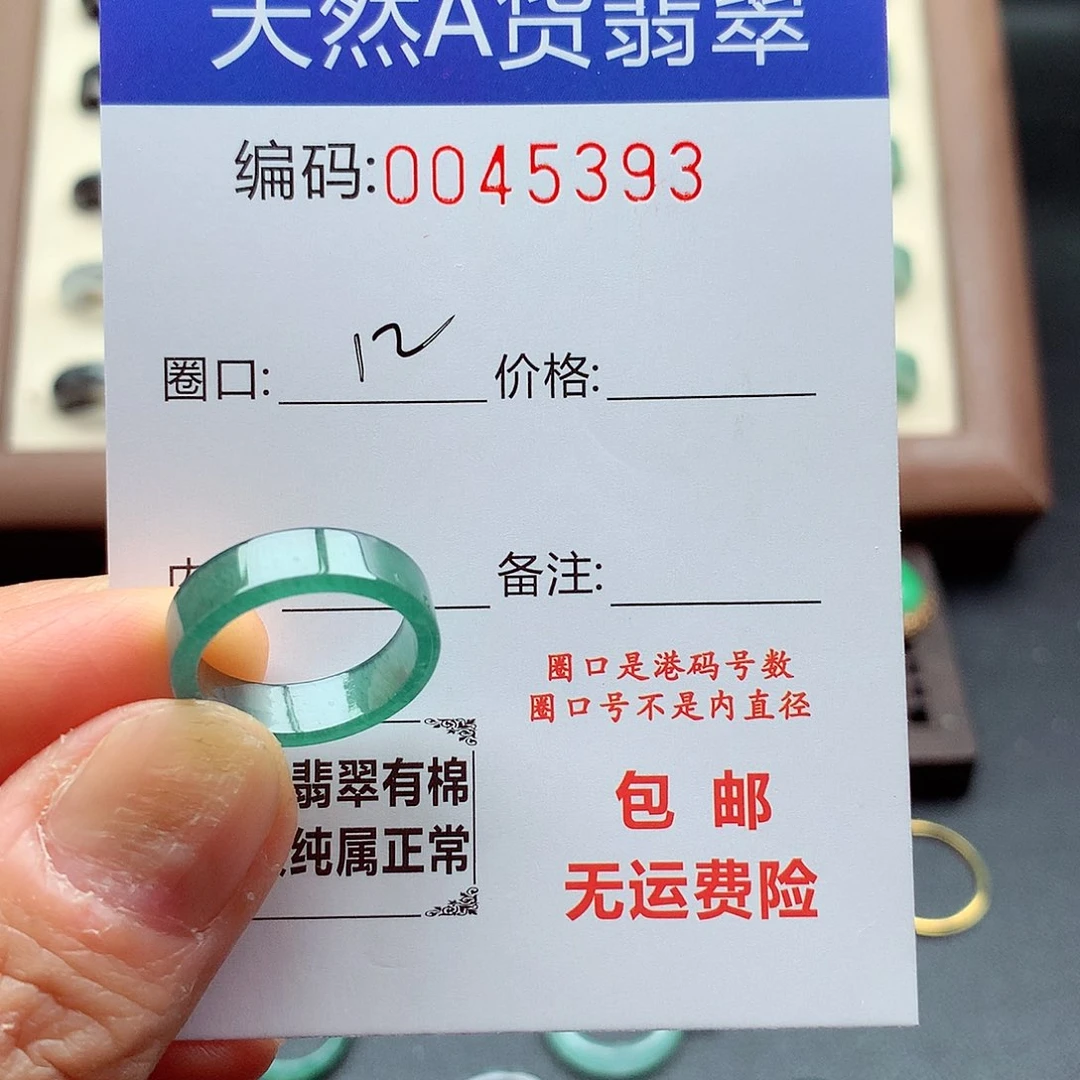 天然A货翡翠
编码:0045393
圈口: 12 价格:
备注:
圈口是港码号数
圈口号不是内直径
翡翠有棉
纯属正常
包邮
无运费险